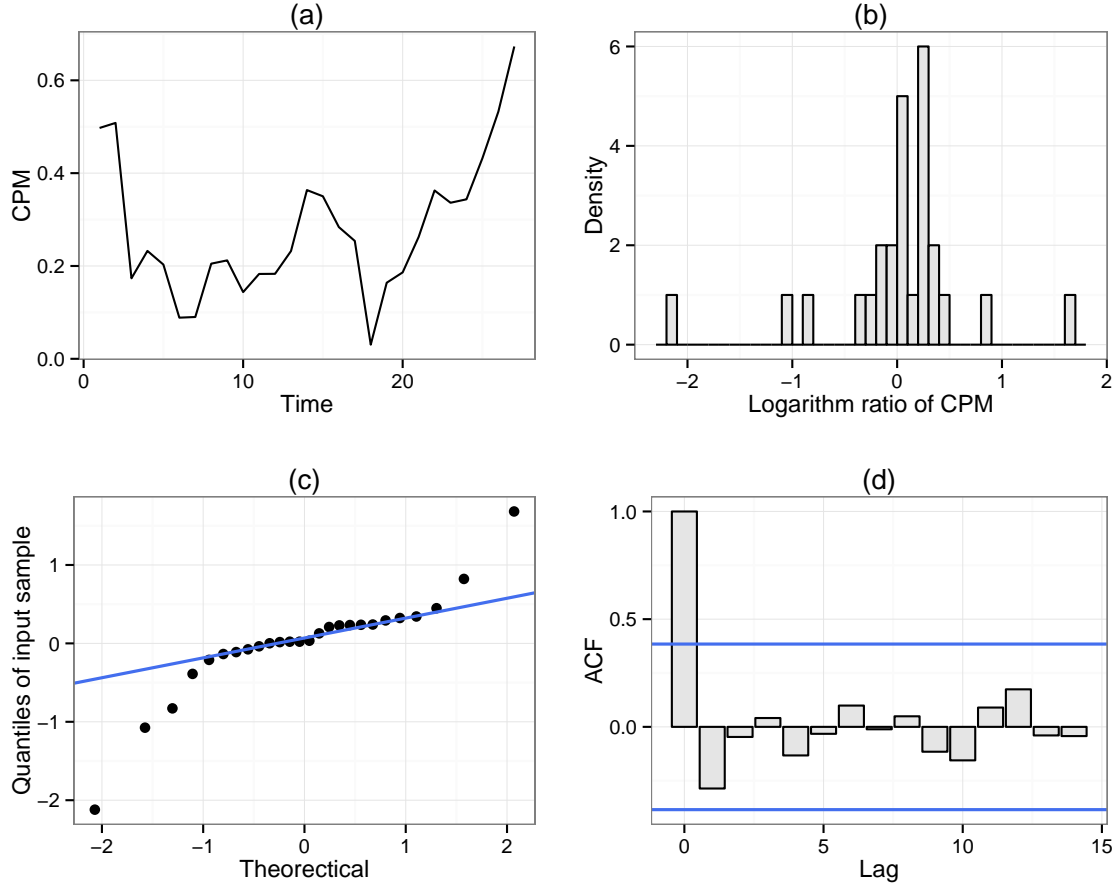 (a)
CPM
0.6
0.4
0.2
0.0
0
10
20
Time
(b)
Density
6
4
2
0
−2
−1
0
1
2
Logarithm ratio of CPM
(c)
Quantiles of input sample
1
0
−1
−2
−2
−1
0
1
2
Theorectical
(d)
ACF
1.0
0.5
0.0
0
5
10
15
Lag